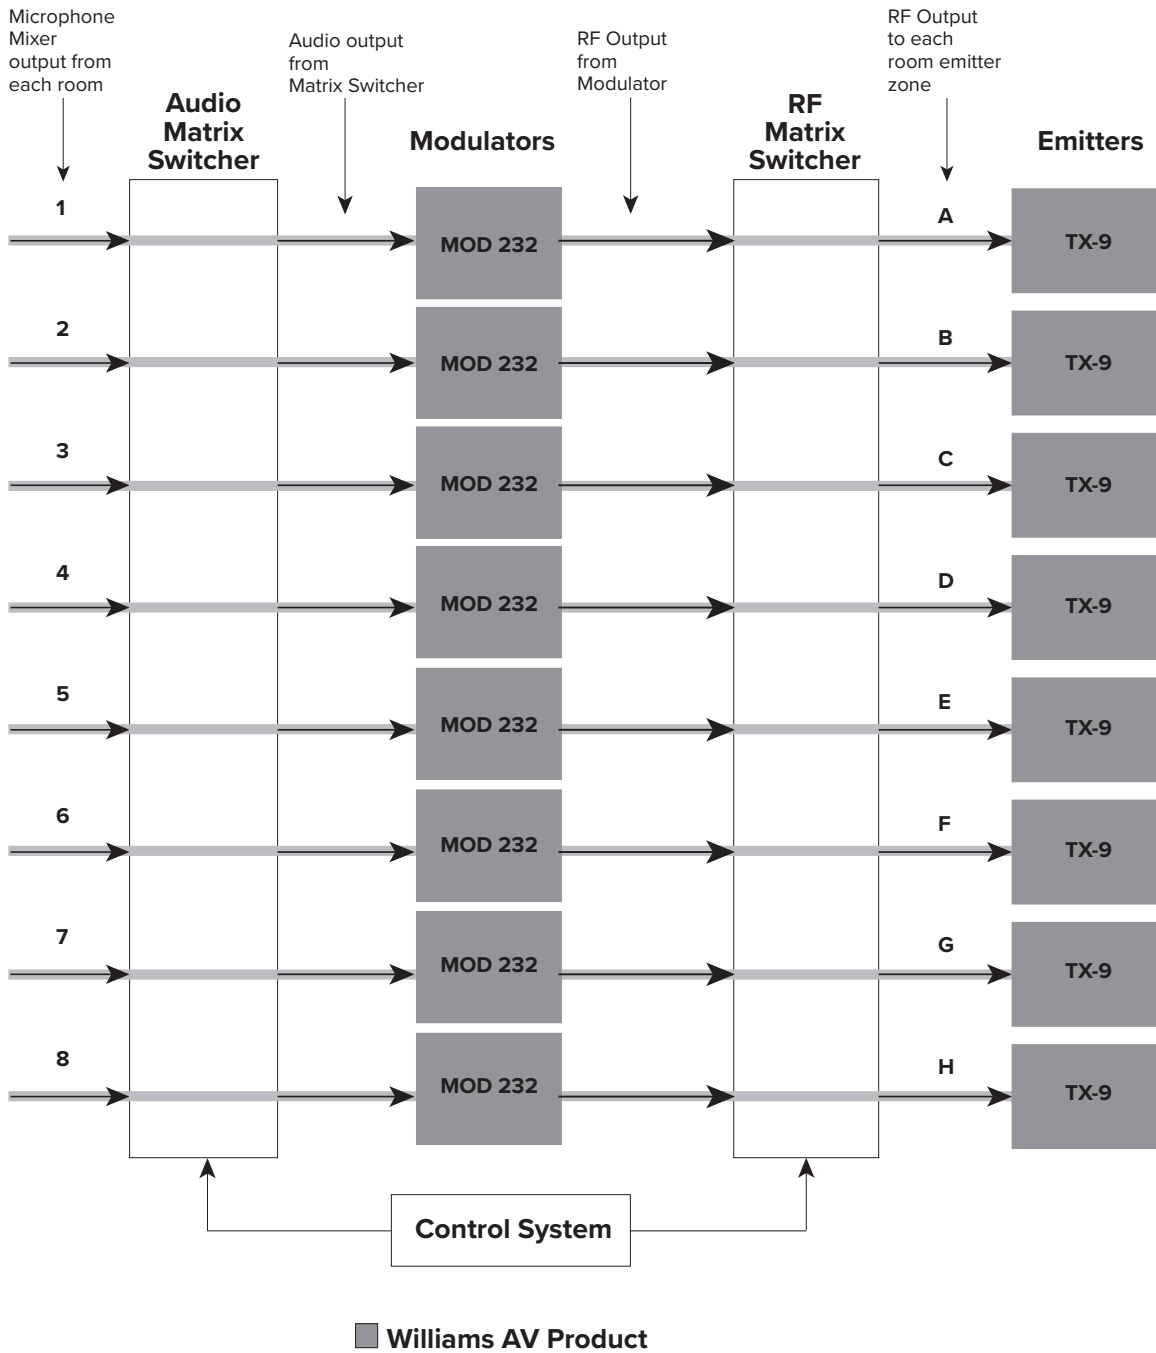 Microphone
Mixer
output from
each room
Audio output
from
Matrix Switcher
RF Output
from
Modulator
RF Output
to each
room emitter
zone
Audio
Matrix
Switcher
Modulators
RF
Matrix
Switcher
Emitters
1
MOD 232
A
TX-9
2
MOD 232
B
TX-9
3
MOD 232
C
TX-9
4
MOD 232
D
TX-9
5
MOD 232
E
TX-9
6
MOD 232
F
TX-9
7
MOD 232
G
TX-9
8
MOD 232
H
TX-9
Control System
Williams AV Product